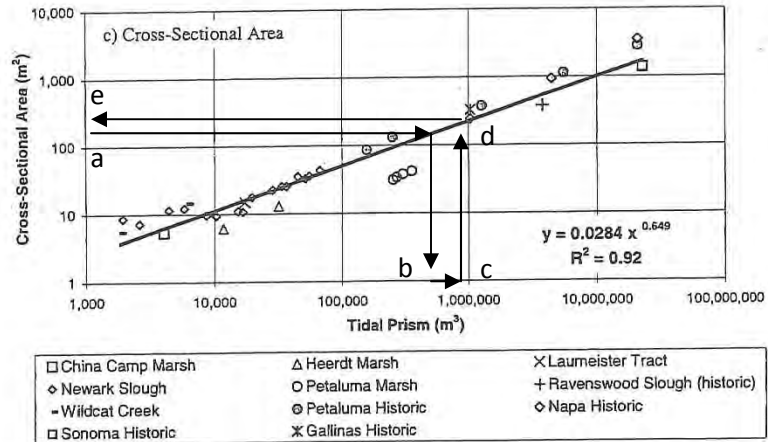 10,000
c) Cross-Sectional Area
1,000
e
a
100
d
10
y = 0.0284 x 0.649
R² = 0.92
b
c
1
1,000
10,000
100,000
1,000,000
10,000,000
100,000,000
Cross-Sectional Area (m²)
Tidal Prism (m³)
China Camp Marsh
Heerdt Marsh
Laumeister Tract
Newark Slough
Petaluma Marsh
Ravenswood Slough (historic)
Wildcat Creek
Petaluma Historic
Napa Historic
Sonoma Historic
Gallinas Historic